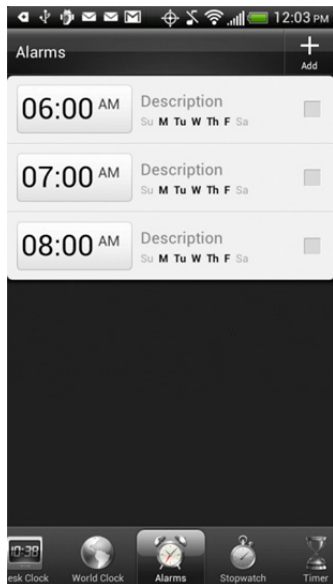 12:03 PM
Alarms
Add
06:00 AM
Description
Su M Tu W Th F Sa
07:00 AM
Description
Su M Tu W Th F Sa
08:00 AM
Description
Su M Tu W Th F Sa
10:38
esk Clock World Clock Alarms Stopwatch Timer